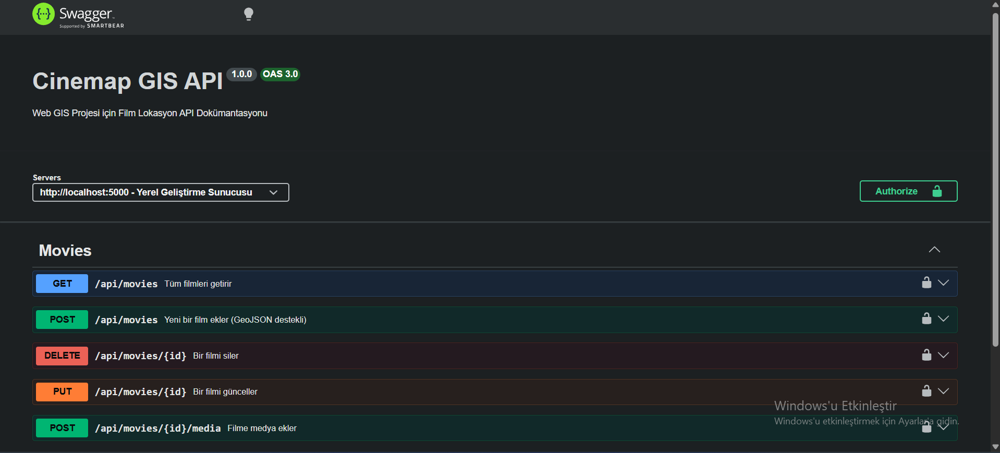 {···} Swagger
Supported by SMARTBEAR
Cinemap GIS API 1.0.0 OAS 3.0
Web GIS Projesi için Film Lokasyon API Dokümantasyonu
Servers
http://localhost:5000 - Yerel Geliştirme Sunucusu
Authorize
Movies
GET /api/movies Tüm filmleri getirir
POST /api/movies Yeni bir film ekler (GeoJSON destekli)
DELETE /api/movies/{id} Bir filmi siler
PUT /api/movies/{id} Bir filmi günceller
Windows'u Etkinleştir
Windows'u etkinleştirmek için Ayarlar'a gidin.
POST /api/movies/{id}/media Filme medya ekler